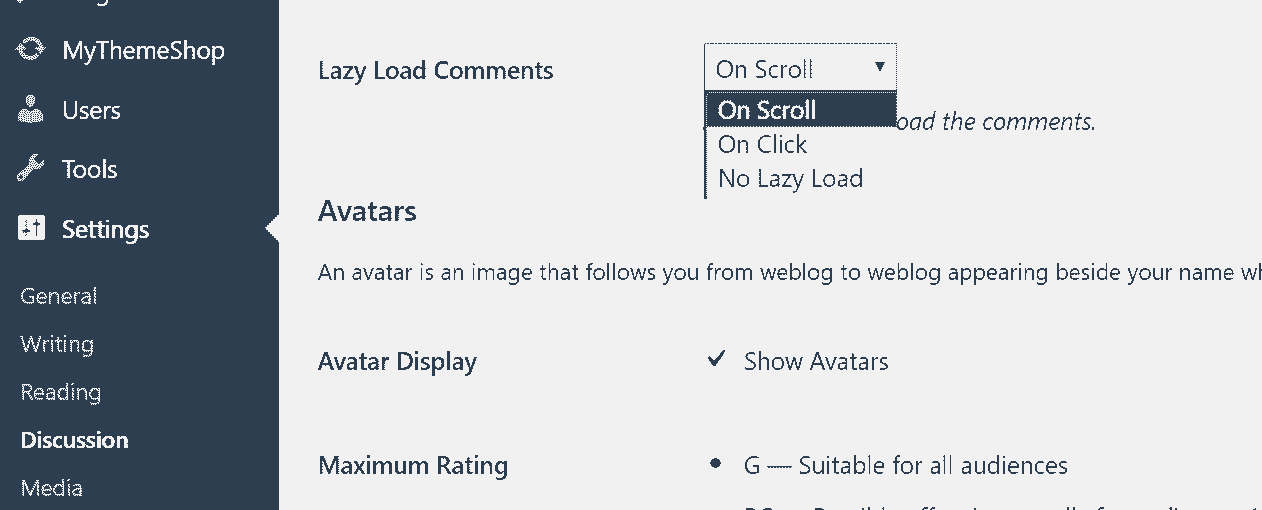 MyThemeShop
Users
Tools
Settings
General
Writing
Reading
Discussion
Media
Lazy Load Comments
On Scroll
On Scroll
On Click
No Lazy Load
the comments.
Avatars
An avatar is an image that follows you from weblog to weblog appearing beside your name
Avatar Display
Show Avatars
Maximum Rating
G — Suitable for all audiences